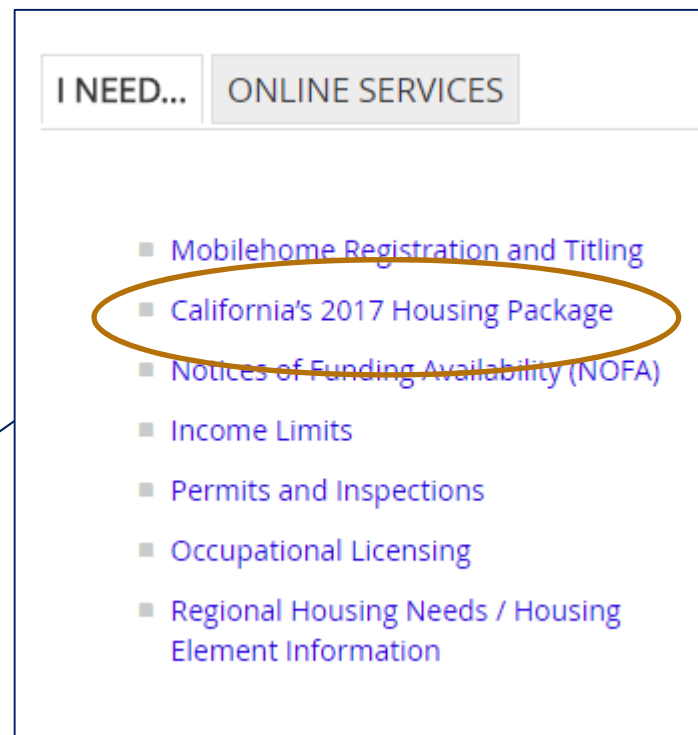 I NEED...
ONLINE SERVICES
Mobilehome Registration and Titling
California's 2017 Housing Package
Notices of Funding Availability (NOFA)
Income Limits
Permits and Inspections
Occupational Licensing
Regional Housing Needs / Housing
Element Information